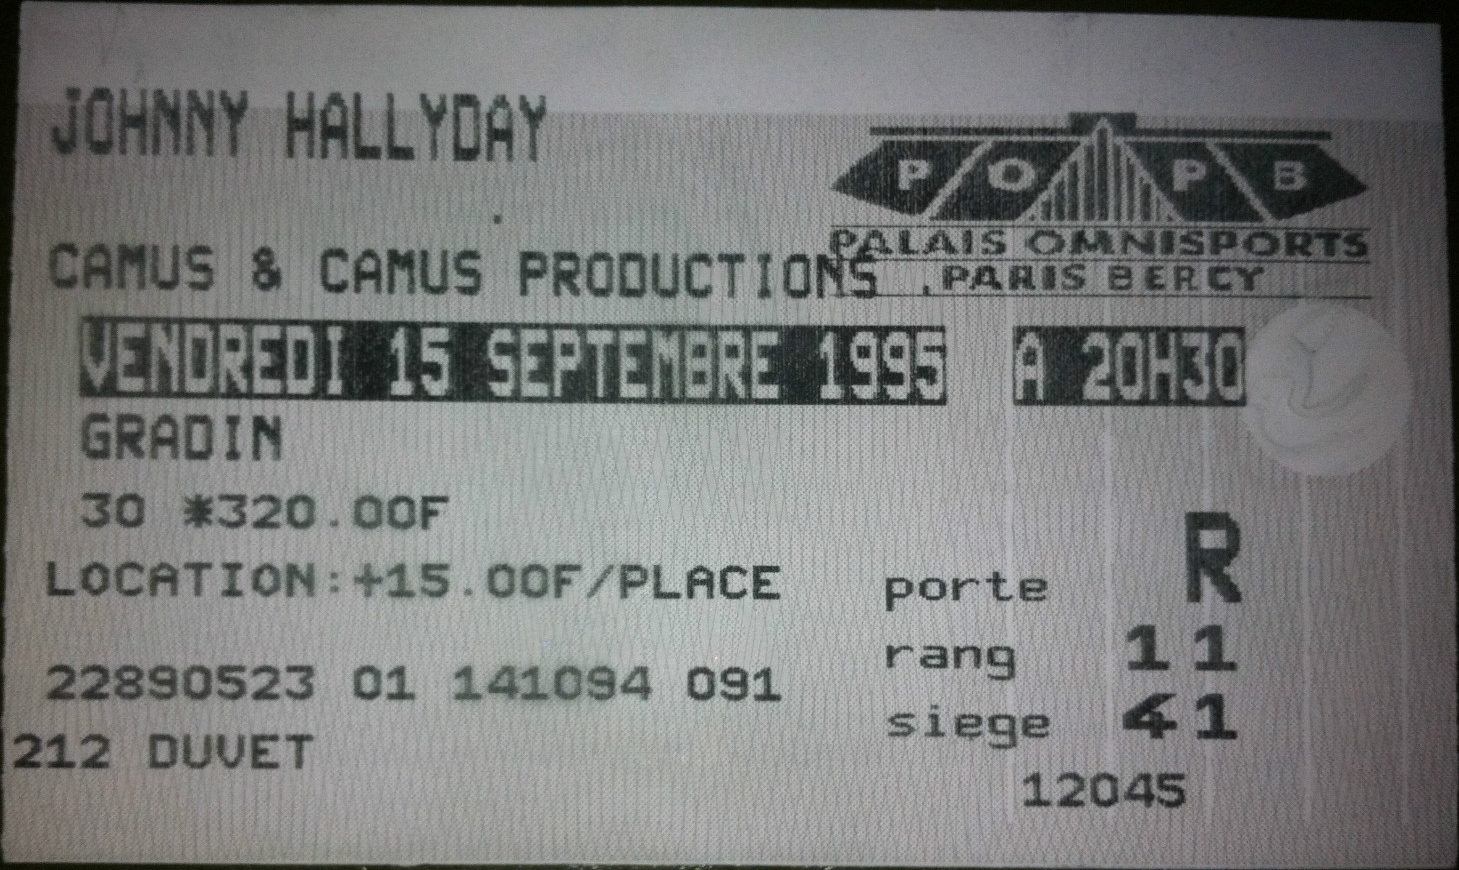 JOHNNY HALLYDAY
P O P B
PALAIS OMNISPORTS
PARIS BERCY
CAMUS & CAMUS PRODUCTIONS
VENDREDI 15 SEPTEMBRE 1995 A 20H30
GRADIN
30 *320.00F
LOCATION:+15.00F/PLACE
porte R
rang 11
siege 41
22890523 01 141094 091
212 DUVET
12045